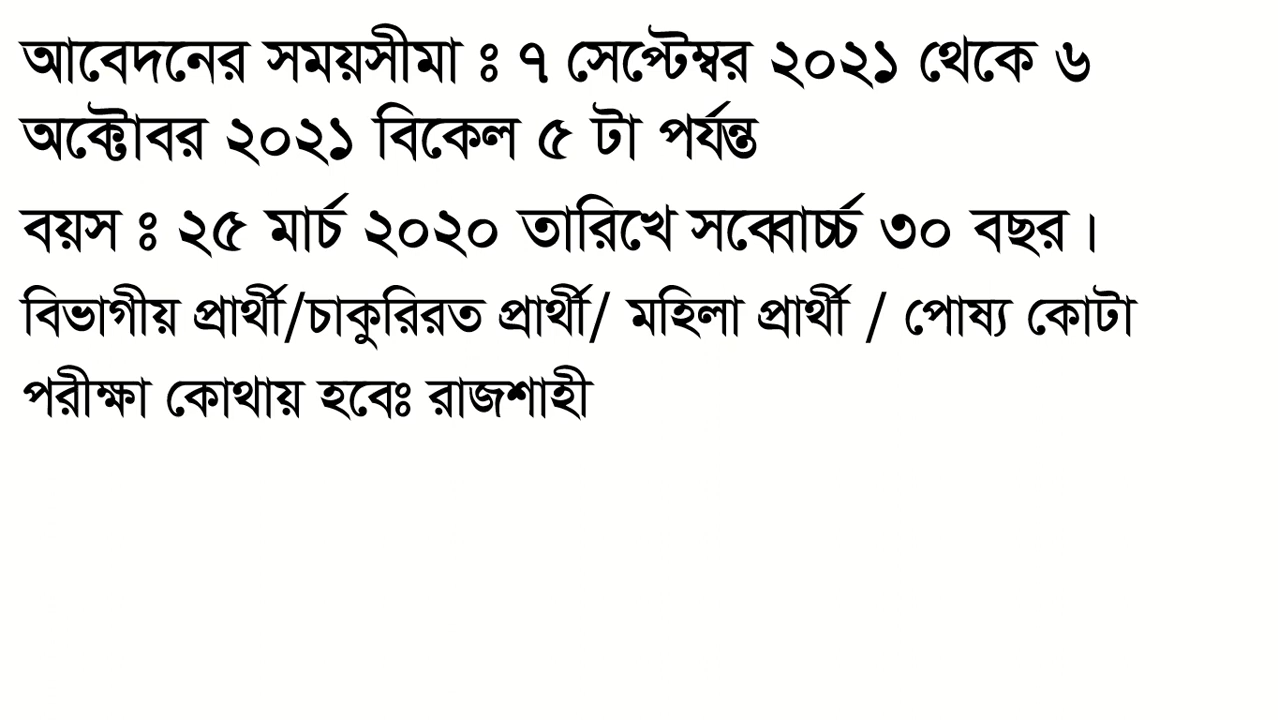 আবেদনের সময়সীমা ঃ ৭ সেপ্টেম্বর ২০২১ থেকে ৬
অক্টোবর ২০২১ বিকেল ৫ টা পর্যন্ত
বয়স ঃ ২৫ মার্চ ২০২০ তারিখে সব্বোর্চ্চ ৩০ বছর।
বিভাগীয় প্রার্থী/চাকুরিরত প্রার্থী/ মহিলা প্রার্থী / পোষ্য কোটা
পরীক্ষা কোথায় হবেঃ রাজশাহী